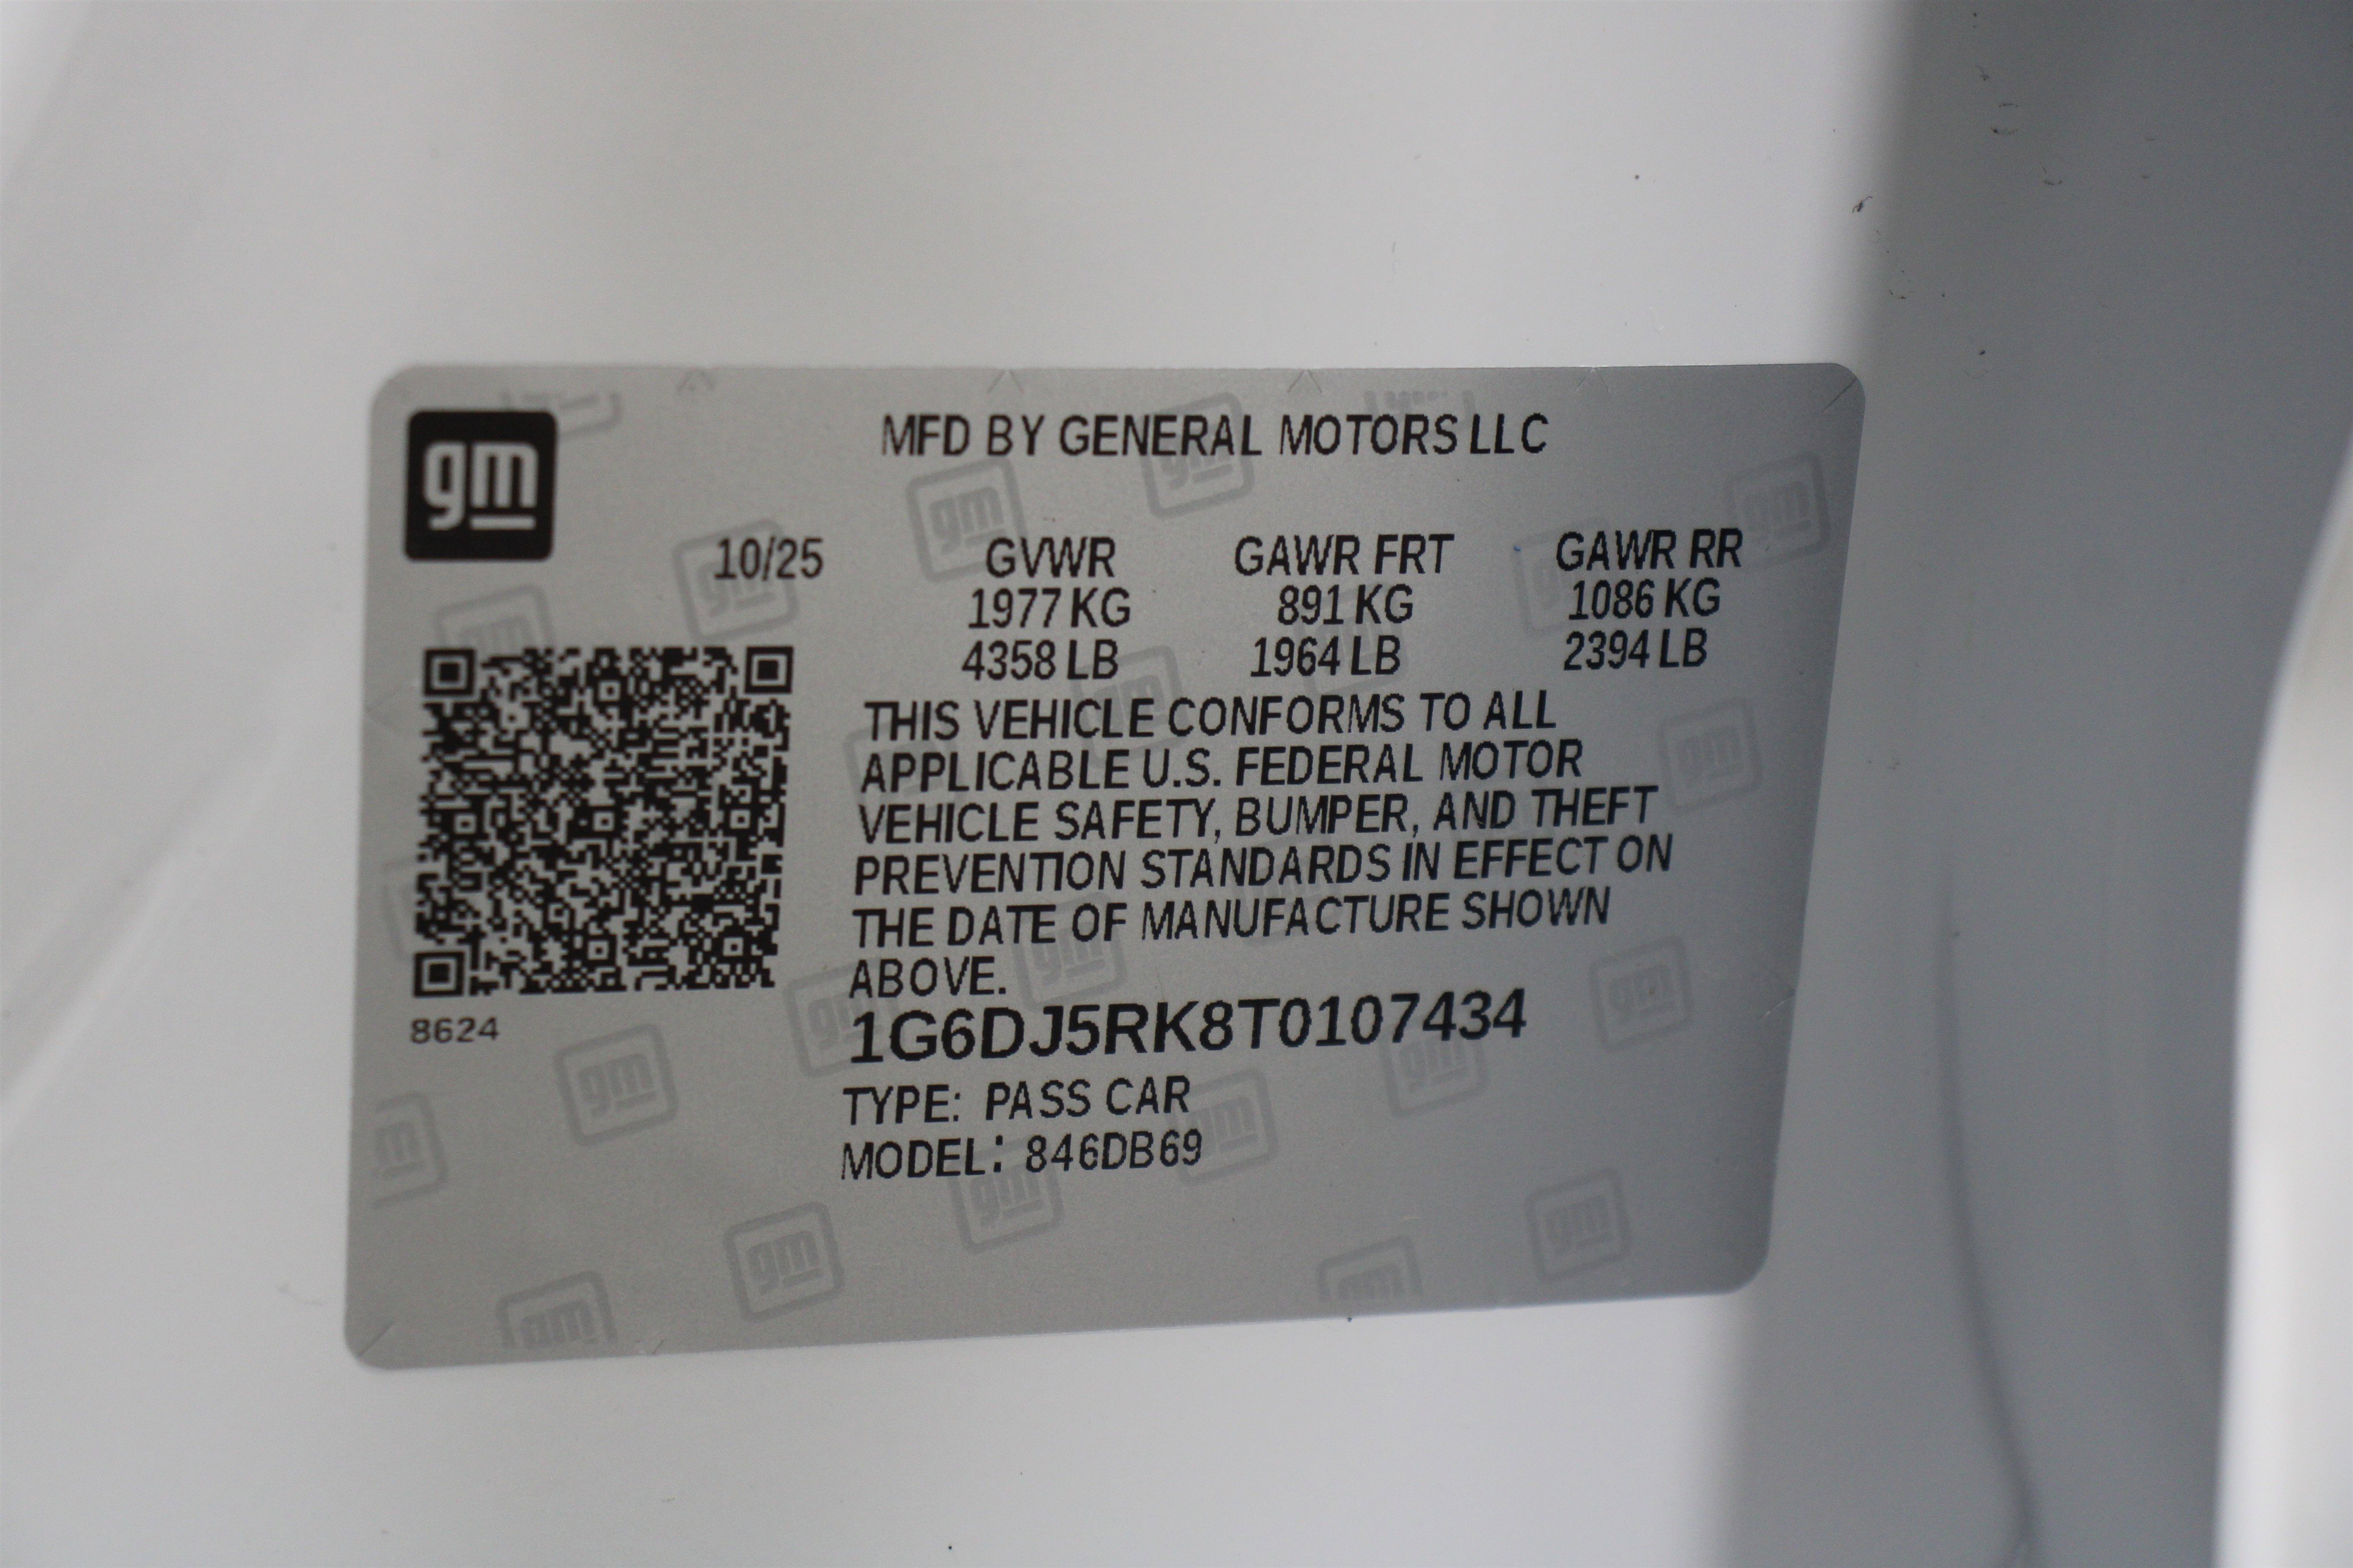 gm
MFD BY GENERAL MOTORS LLC
10/25 GVWR GAWR FRT GAWR RR
1977 KG 891 KG 1086 KG
4358 LB 1964 LB 2394 LB
THIS VEHICLE CONFORMS TO ALL
APPLICABLE U.S. FEDERAL MOTOR
VEHICLE SAFETY, BUMPER, AND THEFT
PREVENTION STANDARDS IN EFFECT ON
THE DATE OF MANUFACTURE SHOWN
ABOVE.
8624
1G6DJ5RK8T0107434
TYPE: PASS CAR
MODEL: 846DB69